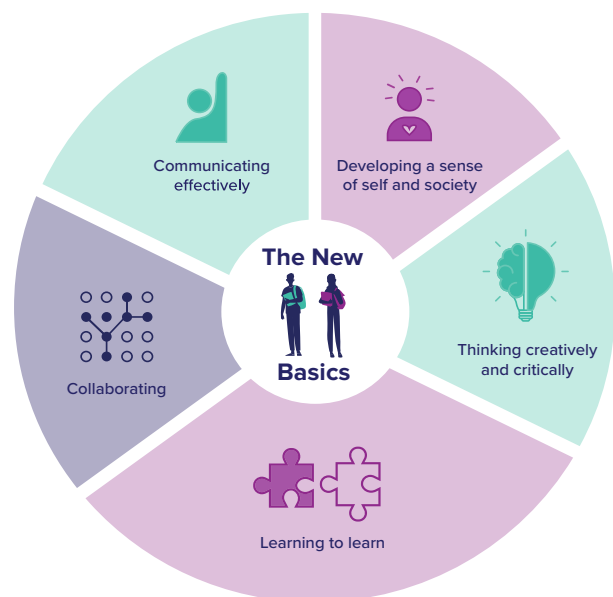 Communicating
effectively
Developing a sense
of self and society
The New
Basics
Thinking creatively
and critically
Collaborating
Learning to learn